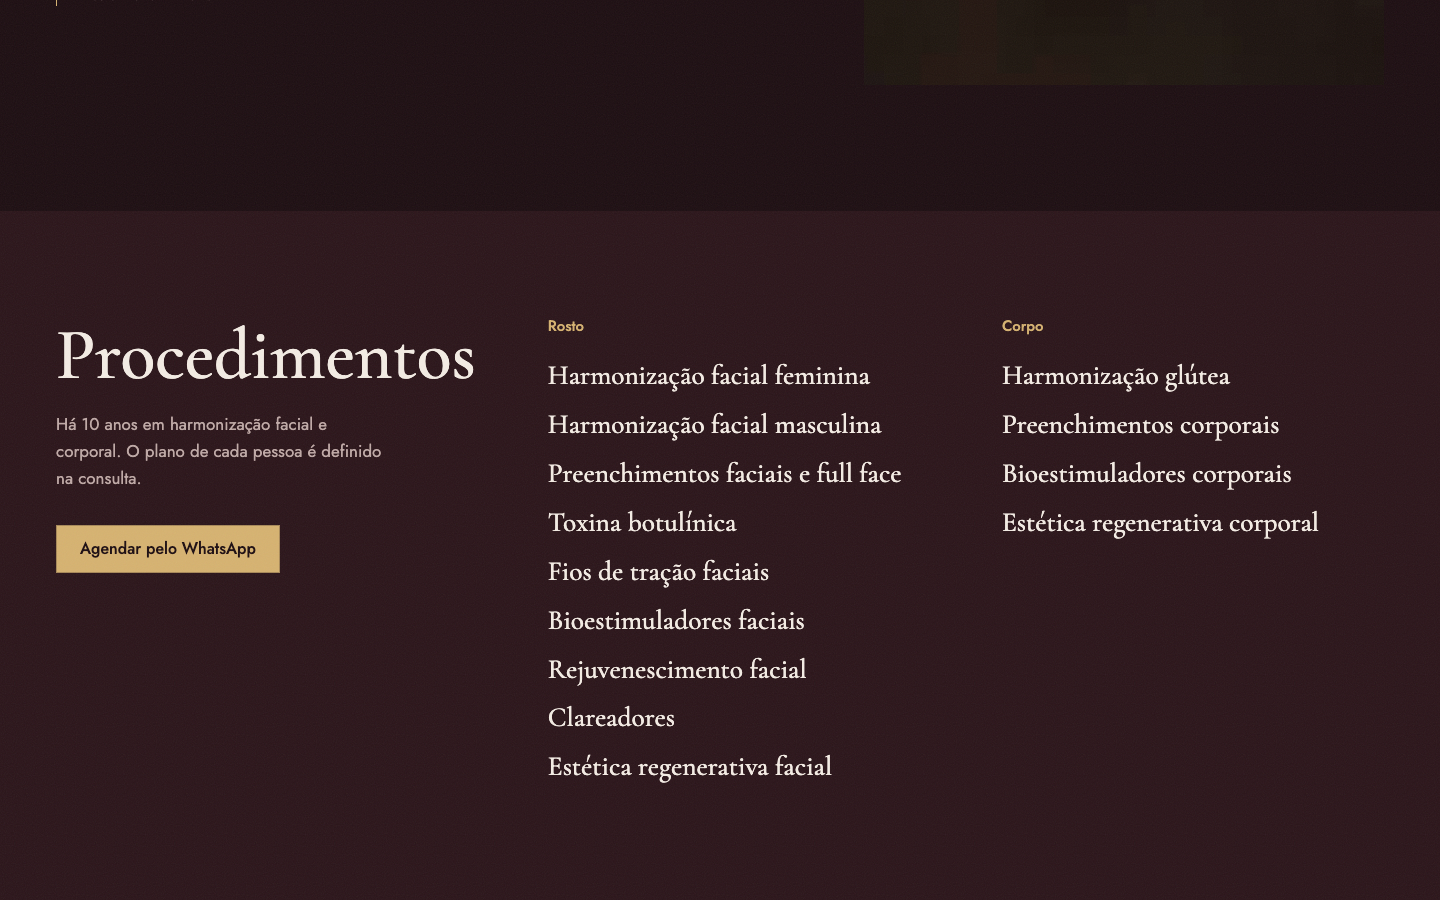 Procedimentos
Há 10 anos em harmonização facial e
corporal. O plano de cada pessoa é definido
na consulta.
Agendar pelo WhatsApp
Rosto
Harmonização facial feminina
Harmonização facial masculina
Preenchimentos faciais e full face
Toxina botulínica
Fios de tração faciais
Bioestimuladores faciais
Rejuvenescimento facial
Clareadores
Estética regenerativa facial
Corpo
Harmonização glútea
Preenchimentos corporais
Bioestimuladores corporais
Estética regenerativa corporal